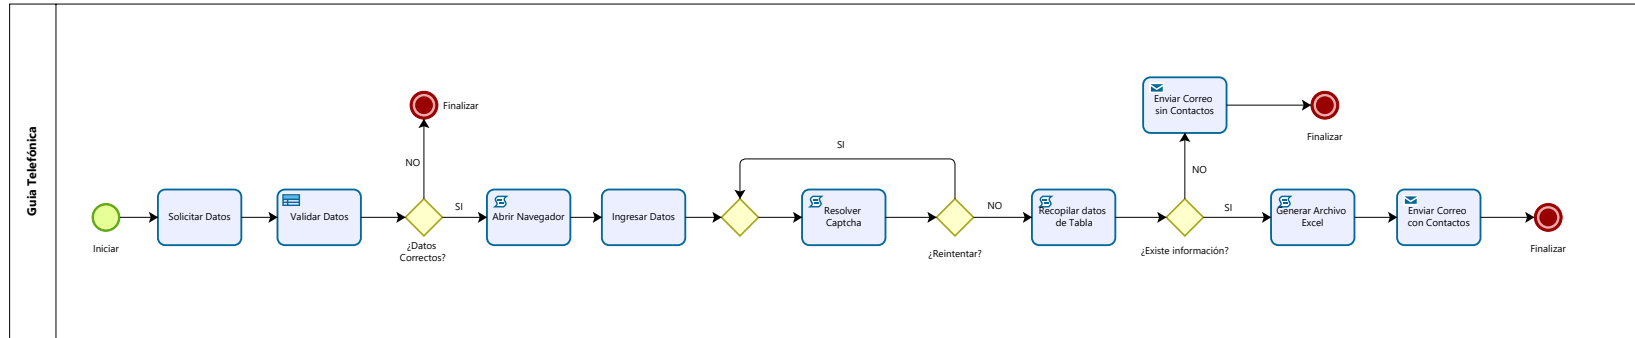 Guia Telefónica
Iniciar
Solicitar Datos
Validar Datos
¿Datos
Correctos?
NO
Finalizar
SI
Abrir Navegador
Ingresar Datos
SI
Resolver
Captcha
¿Reintentar?
NO
Recopilar datos
de Tabla
¿Existe información?
NO
Enviar Correo
sin Contactos
Finalizar
SI
Generar Archivo
Excel
Enviar Correo
con Contactos
Finalizar